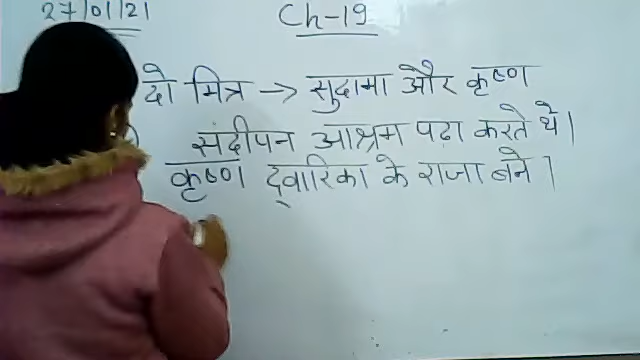 27/01/21
Ch-19
दो मित्र → सुदामा और कृष्ण
संदीपन आश्रम पढ़ा करते थे।
कृष्ण द्वारिका के राजा बने।